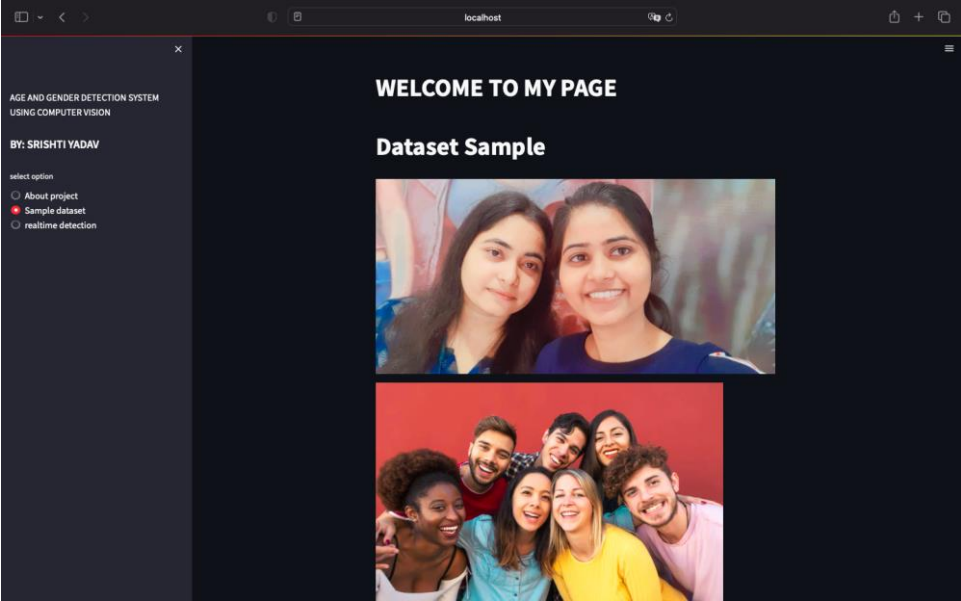 localhost
AGE AND GENDER DETECTION SYSTEM
USING COMPUTER VISION
BY: SRISHTI YADAV
select option
About project
Sample dataset
realtime detection
WELCOME TO MY PAGE
Dataset Sample